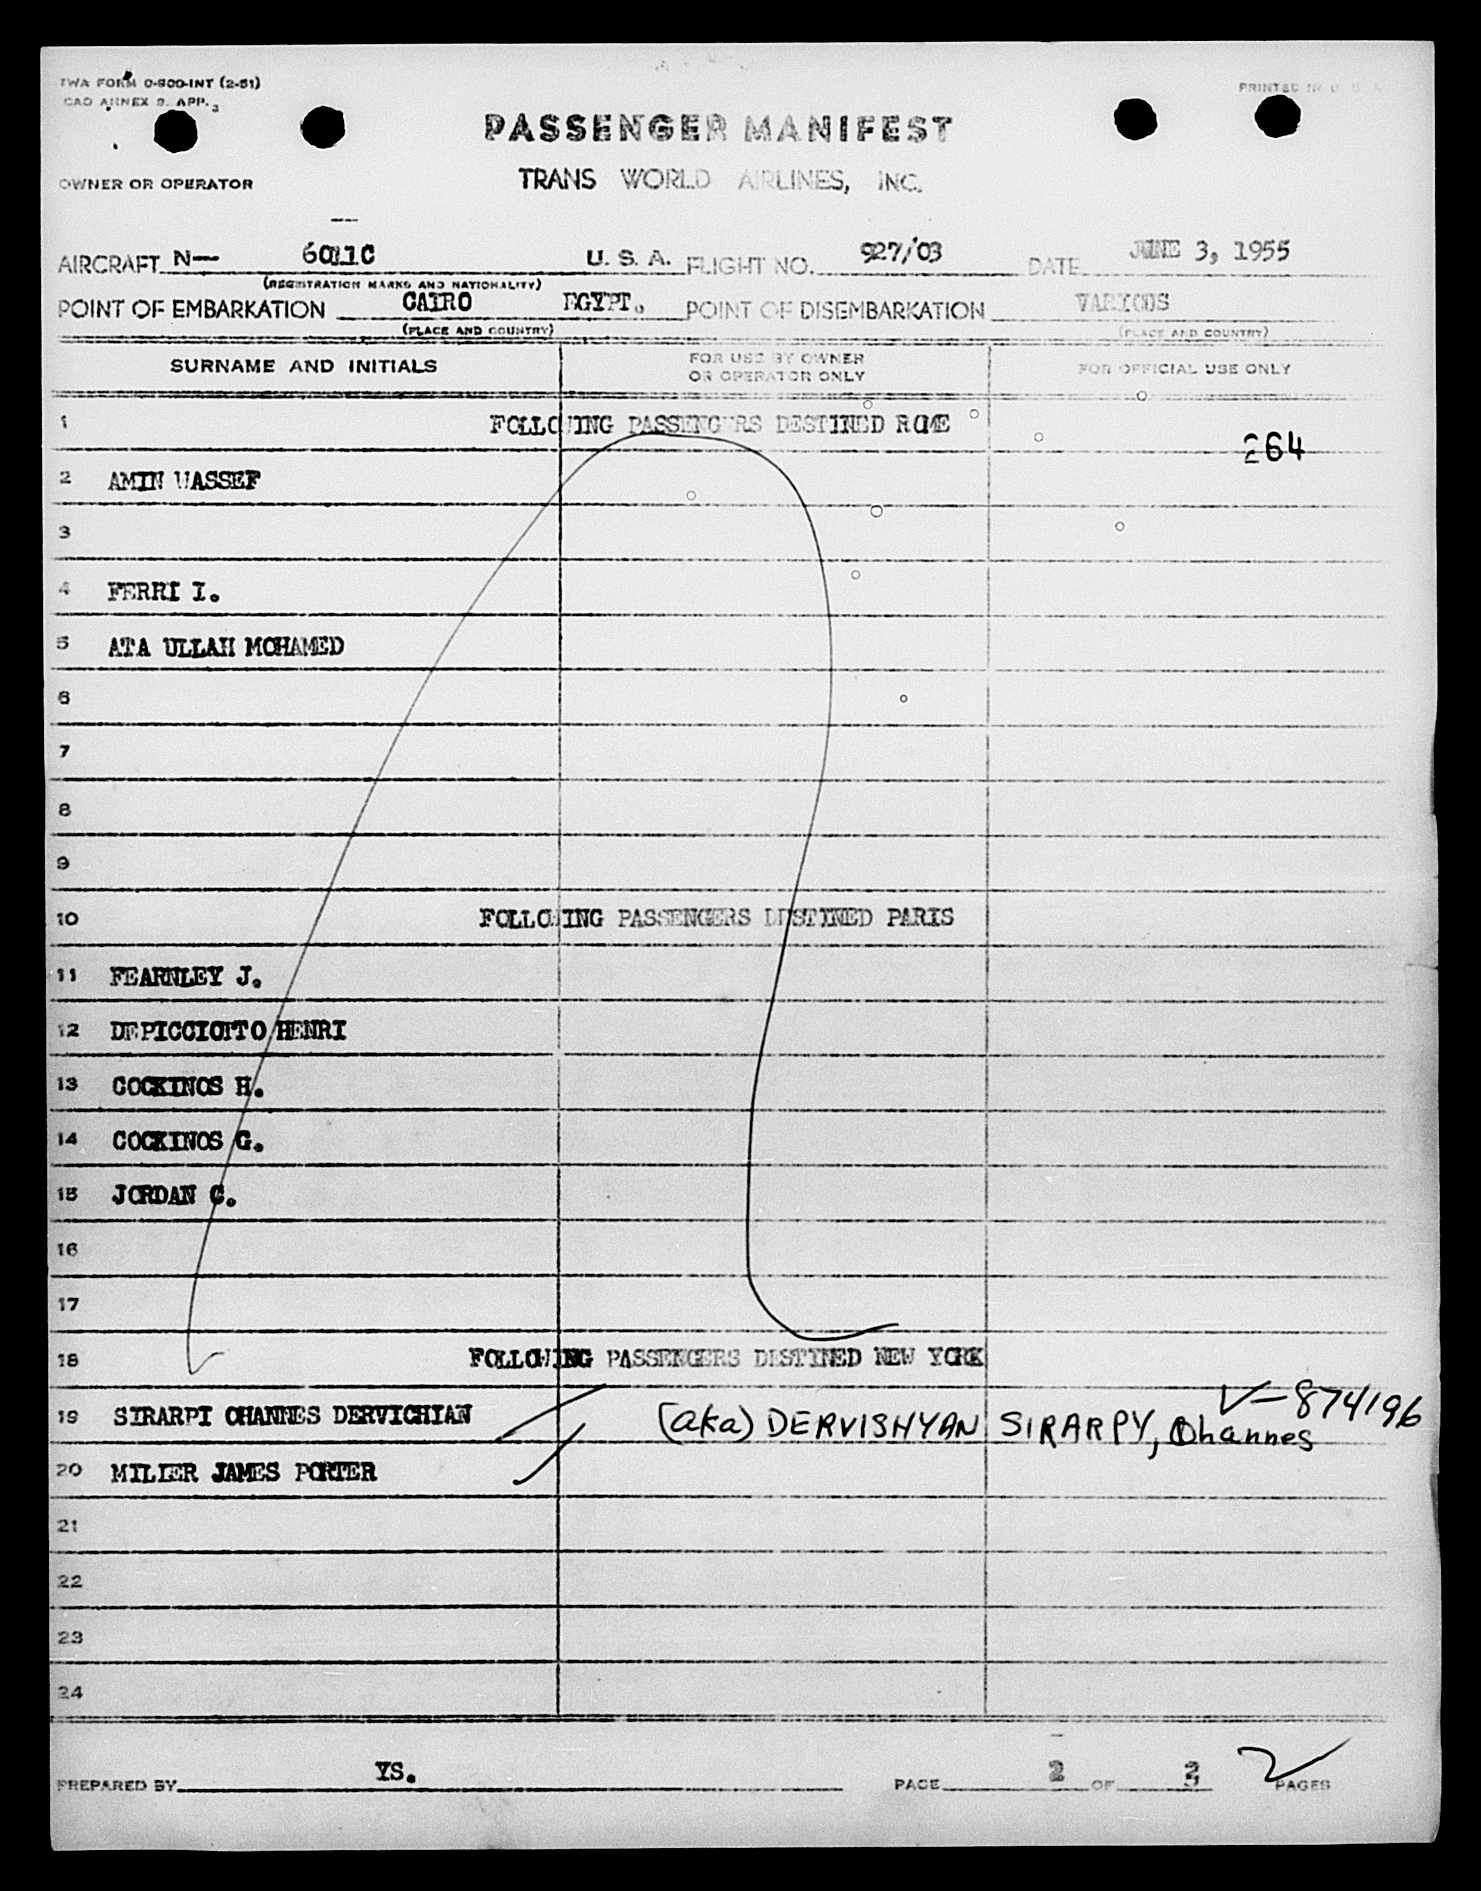 TWA FORM 0-800-INT (2-51)
CAO ANNEX 9. APP. 3
PRINTED IN U. S. A.
PASSENGER MANIFEST
OWNER OR OPERATOR
TRANS WORLD AIRLINES, INC.
AIRCRAFT N— 6011C U. S. A. FLIGHT NO. 927/03 DATE JUNE 3, 1955
(REGISTRATION MARKS AND NATIONALITY)
POINT OF EMBARKATION CAIRO EGYPT. POINT OF DISEMBARKATION VARIOUS
(PLACE AND COUNTRY) (PLACE AND COUNTRY)
SURNAME AND INITIALS FOR USE BY OWNER OR OPERATOR ONLY FOR OFFICIAL USE ONLY
1 FOLLOWING PASSENGERS DESTINED ROME
264
2 AMIN WASSEF
3
4 FERRI I.
5 ATA ULLAH MOHAMED
6
7
8
9
10 FOLLOWING PASSENGERS DESTINED PARIS
11 FEARNLEY J.
12 DEPICCIOTTO HENRI
13 COCKINOS H.
14 COCKINOS G.
15 JORDAN C.
16
17
18 FOLLOWING PASSENGERS DESTINED NEW YORK
V-874196
19 SIRARPI OHANNES DERVICHIAN (aka) DERVISHYAN SIRARPY, Ohannes
20 MILLER JAMES PORTER
21
22
23
24
PREPARED BY YS. PAGE 2 OF 2 PAGES